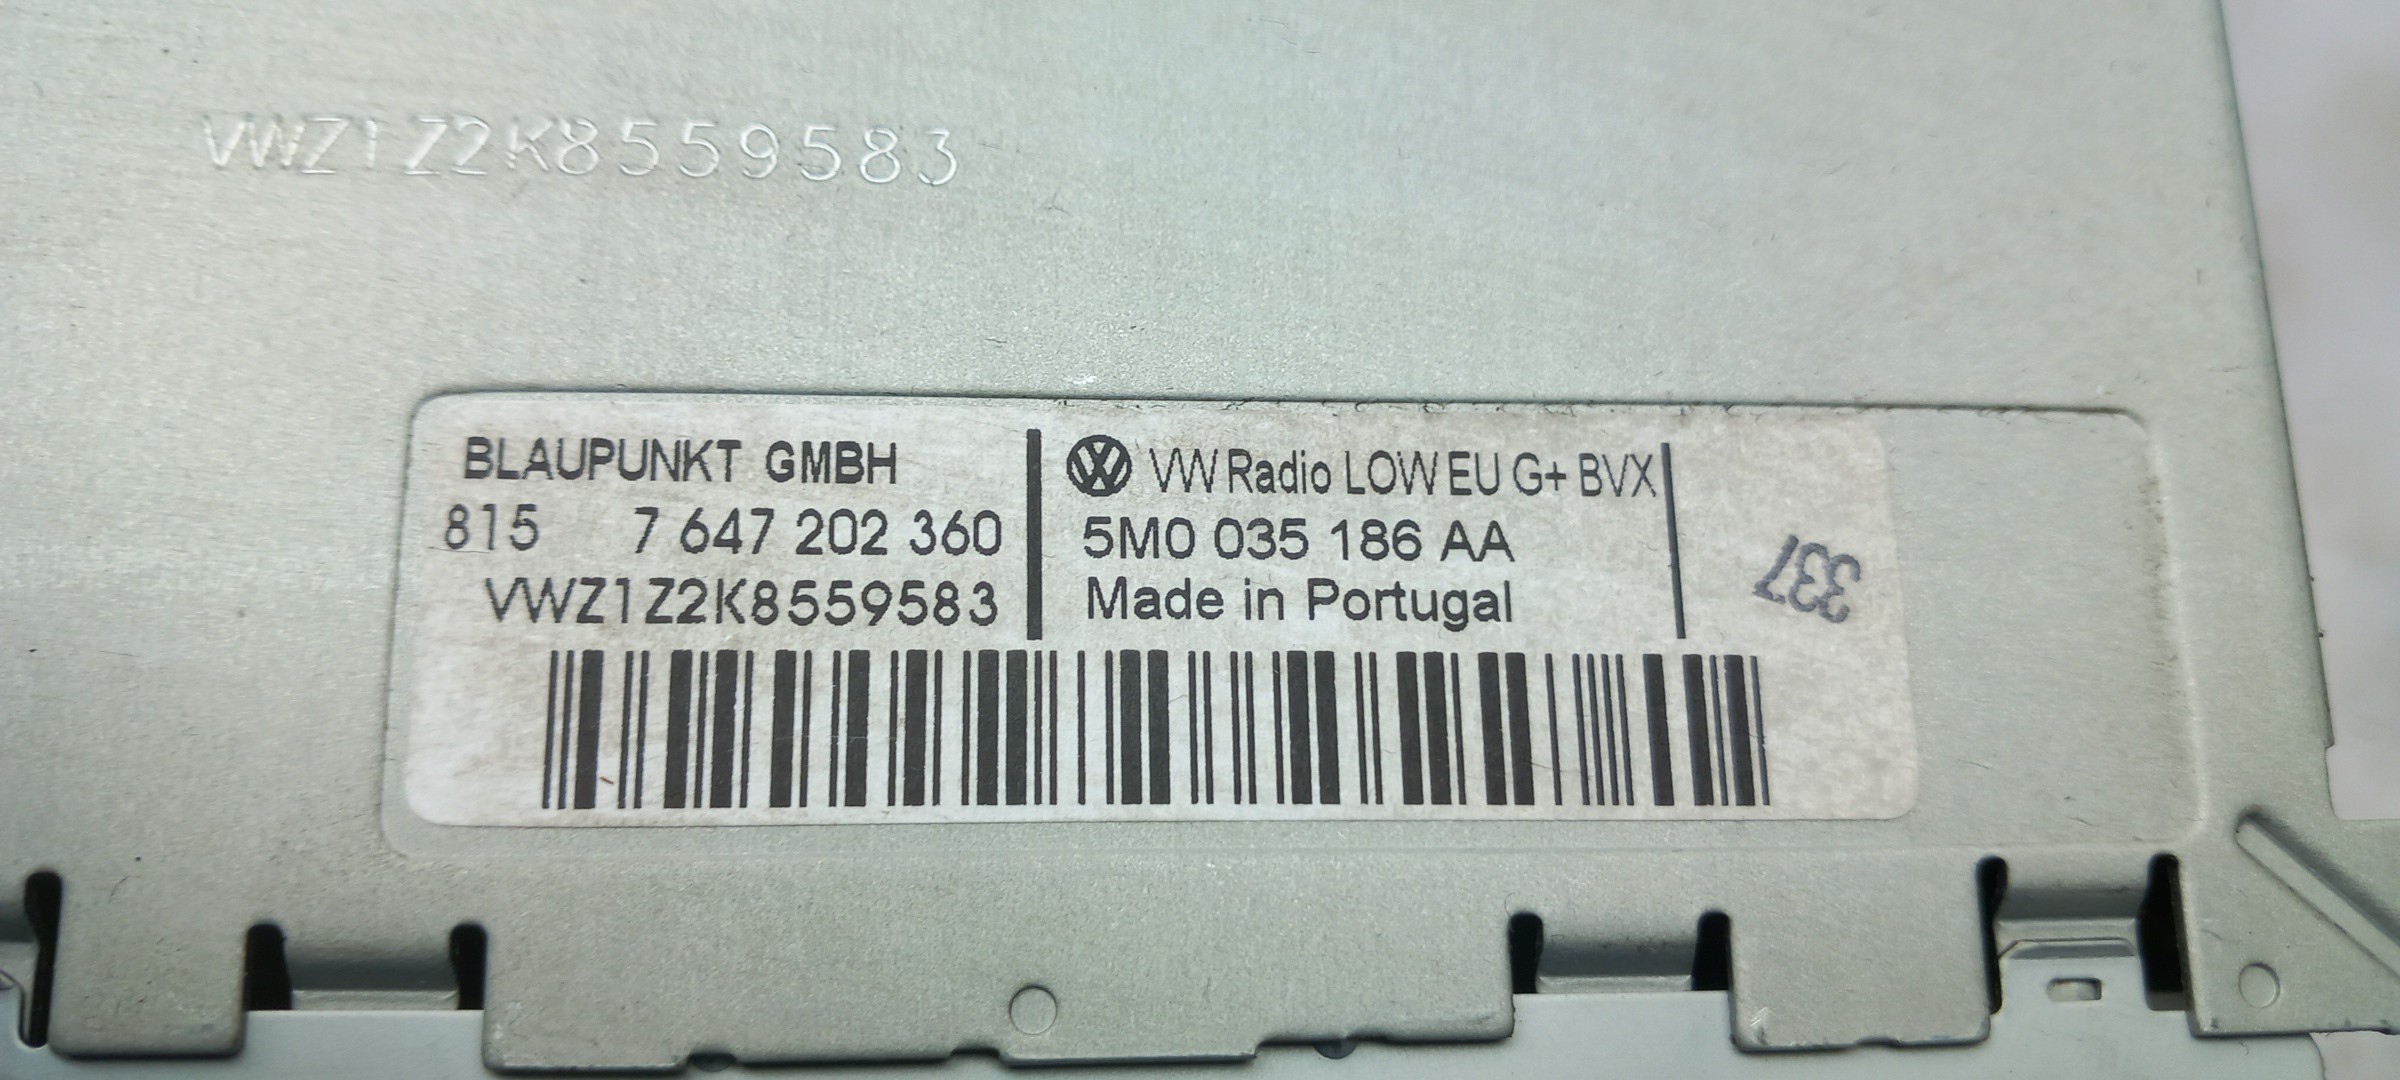 VWZ1Z2K8559583
BLAUPUNKT GMBH
815 7 647 202 360
VWZ1Z2K8559583
VW Radio LOW EU G+ BVX
5M0 035 186 AA
Made in Portugal
337